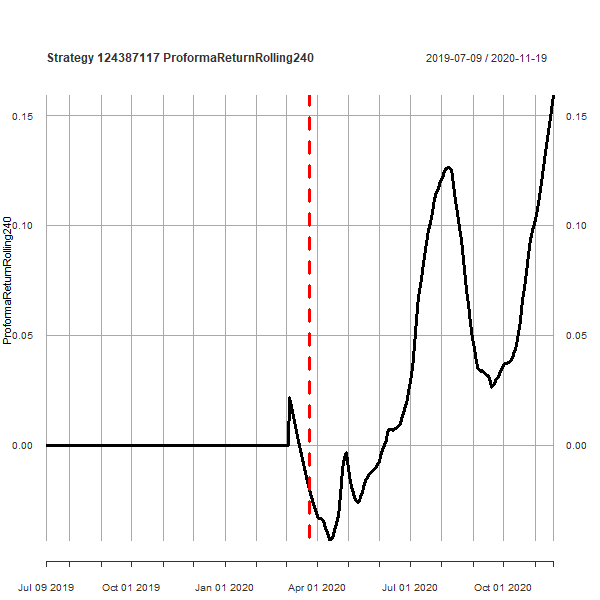 Strategy 124387117 ProformaReturnRolling240
2019-07-09 / 2020-11-19
ProformaReturnRolling240
0.15
0.15
0.10
0.10
0.05
0.05
0.00
0.00
Jul 09 2019
Oct 01 2019
Jan 01 2020
Apr 01 2020
Jul 01 2020
Oct 01 2020